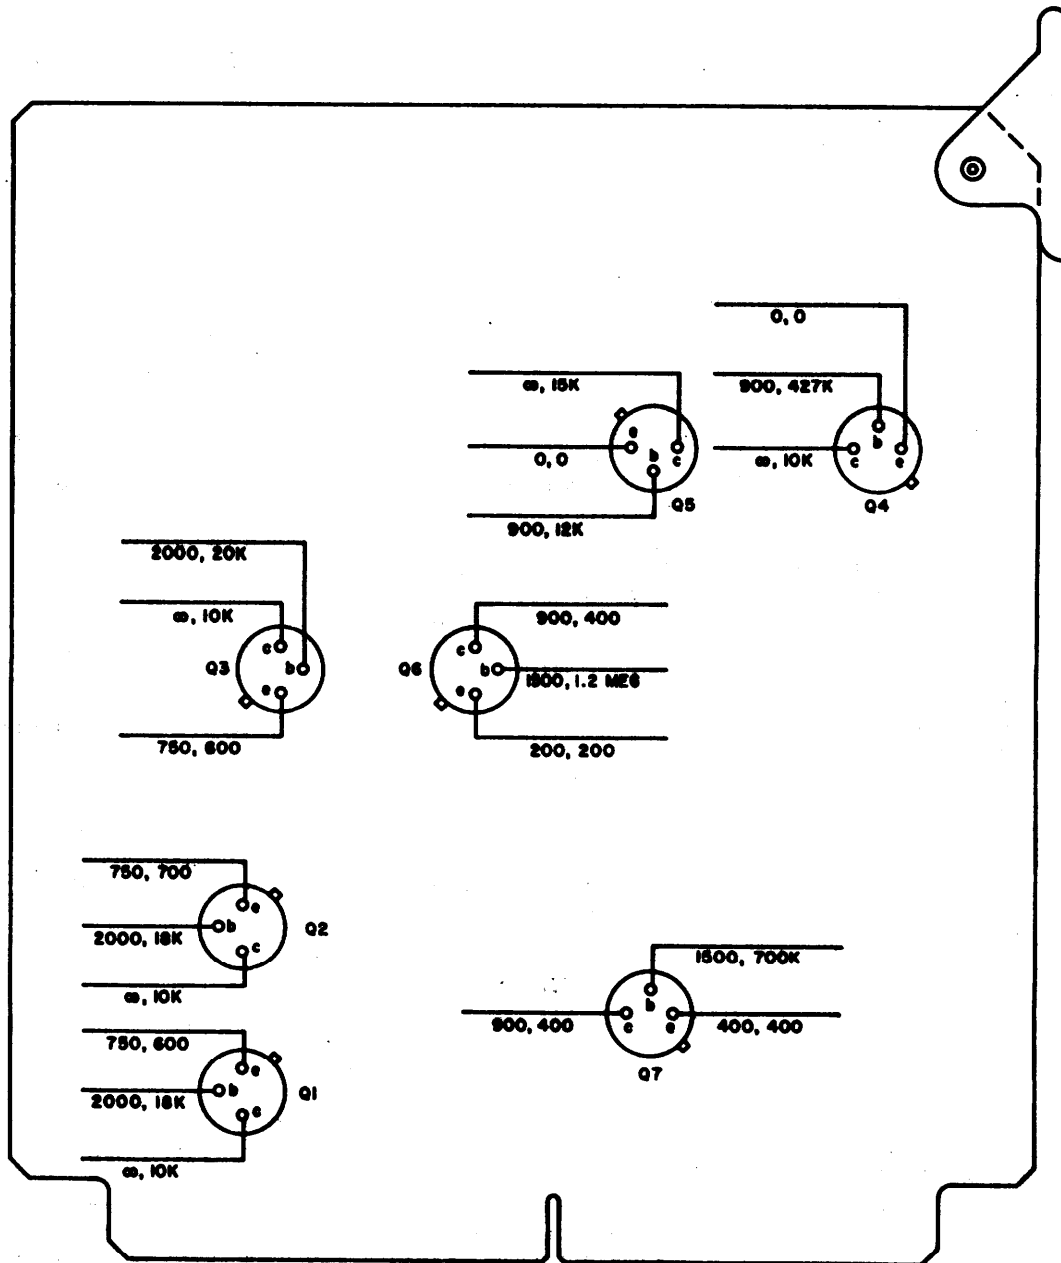 0, 0
∞, 15K
900, 427K
e
b
c
0, 0
∞, 10K
b
c
e
Q5
Q4
900, 12K
2000, 20K
∞, 10K
900, 400
Q3
c
b
e
Q6
c
b
e
1.2 MEG
750, 600
200, 200
750, 700
e
b
c
Q2
2000, 18K
∞, 10K
1500, 700K
b
c
e
900, 400
400, 400
Q7
750, 600
e
b
c
Q1
2000, 18K
∞, 10K